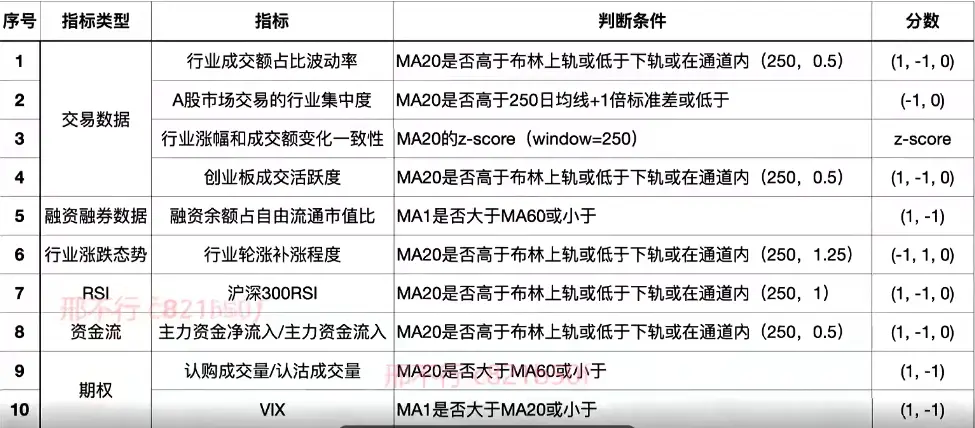 序号 指标类型 指标 判断条件 分数
1 行业成交额占比波动率 MA20是否高于布林上轨或低于下轨或在通道内（250，0.5） (1, -1, 0)
交易数据
2 A股市场交易的行业集中度 MA20是否高于250日均线+1倍标准差或低于 (-1, 0)
3 行业涨幅和成交额变化一致性 MA20的z-score（window=250） z-score
4 创业板成交活跃度 MA20是否高于布林上轨或低于下轨或在通道内（250，0.5） (1, -1, 0)
5 融资融券数据 融资余额占自由流通市值比 MA1是否大于MA60或小于 (1, -1)
6 行业涨跌态势 行业轮涨补涨程度 MA20是否高于布林上轨或低于下轨或在通道内（250，1.25） (-1, 1, 0)
7 RSI 沪深300RSI MA20是否高于布林上轨或低于下轨或在通道内（250，1） (1, -1, 0)
邢不行
8 资金流 主力资金净流入/主力资金流入 MA20是否高于布林上轨或低于下轨或在通道内（250，0.5） (1, -1, 0)
9 认购成交量/认沽成交量 MA20是否大于MA60或小于 (1, -1)
邢不行
期权
10 VIX MA1是否大于MA20或小于 (1, -1)